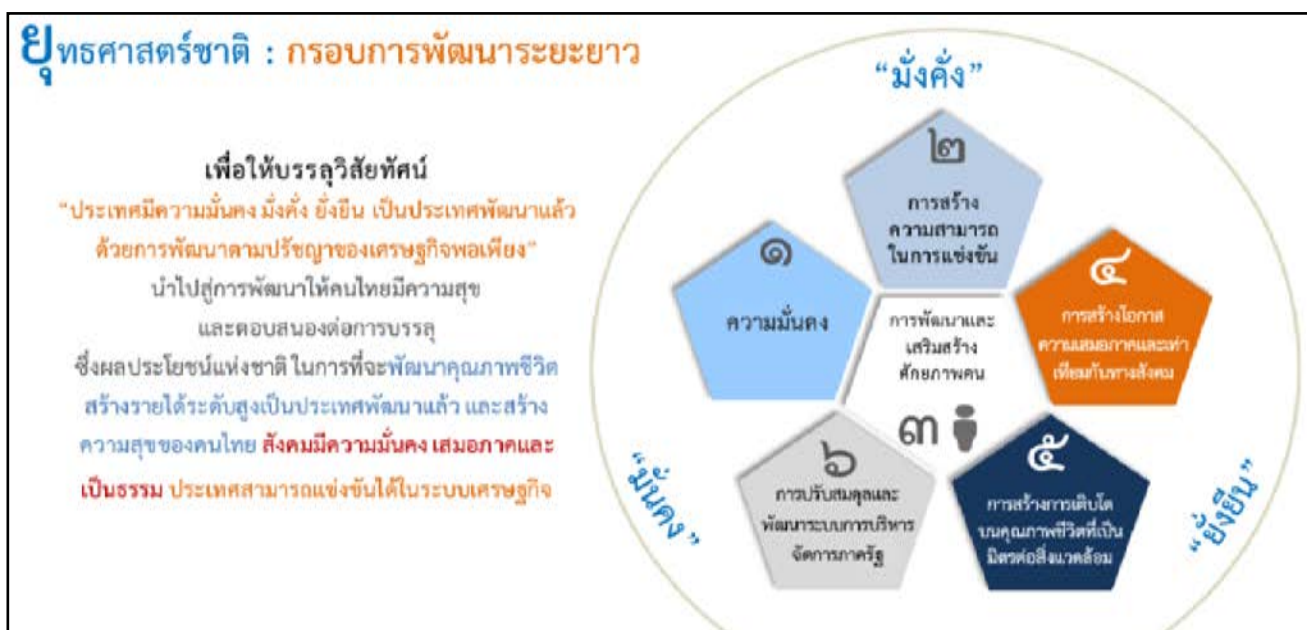 ยุทธศาสตร์ชาติ : กรอบการพัฒนาระยะยาว
เพื่อให้บรรลุวิสัยทัศน์
“ประเทศมีความมั่นคง มั่งคั่ง ยั่งยืน เป็นประเทศพัฒนาแล้ว
ด้วยการพัฒนาตามปรัชญาของเศรษฐกิจพอเพียง”
นำไปสู่การพัฒนาให้คนไทยมีความสุข
และตอบสนองต่อการบรรลุ
ซึ่งผลประโยชน์แห่งชาติ ในการที่จะพัฒนาคุณภาพชีวิต
สร้างรายได้ระดับสูงเป็นประเทศพัฒนาแล้ว และสร้าง
ความสุขของคนไทย สังคมมีความมั่นคง เสมอภาคและ
เป็นธรรม ประเทศสามารถแข่งขันได้ในระบบเศรษฐกิจ
“มั่งคั่ง”
๑
ความมั่นคง
๒
การสร้าง
ความสามารถ
ในการแข่งขัน
การพัฒนาและ
เสริมสร้าง
ศักยภาพคน
๓
๔
การสร้างโอกาส
ความเสมอภาคและเท่า
เทียมกันทางสังคม
๕
การสร้างการเติบโต
บนคุณภาพชีวิตที่เป็น
มิตรต่อสิ่งแวดล้อม
๖
การปรับสมดุลและ
พัฒนาระบบการบริหาร
จัดการภาครัฐ
“มั่นคง”
“ยั่งยืน”